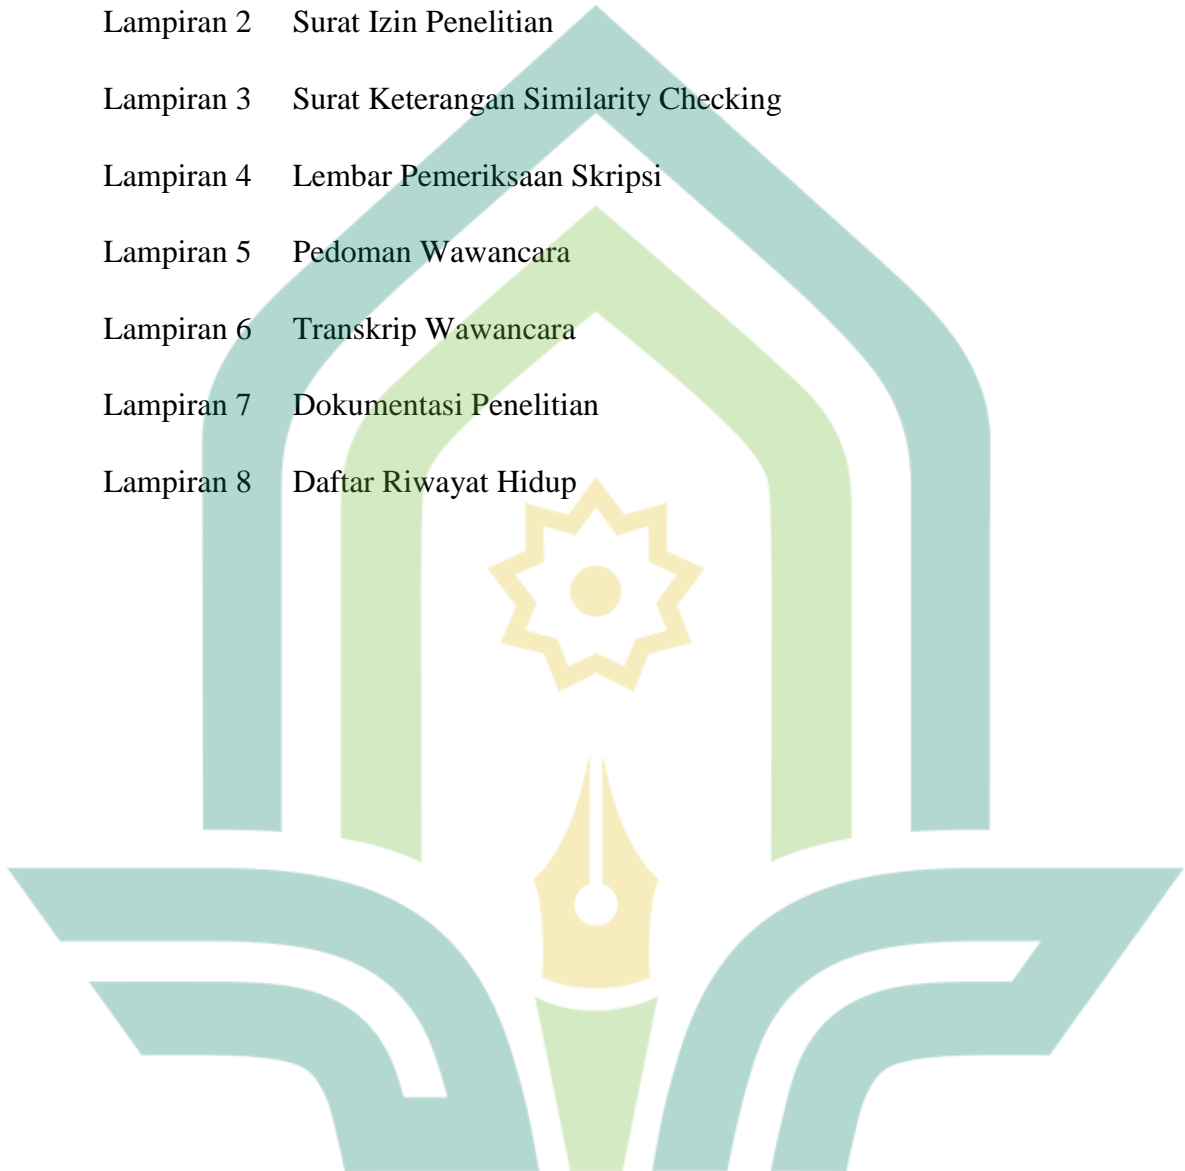 Lampiran 2 Surat Izin Penelitian
Lampiran 3 Surat Keterangan Similarity Checking
Lampiran 4 Lembar Pemeriksaan Skripsi
Lampiran 5 Pedoman Wawancara
Lampiran 6 Transkrip Wawancara
Lampiran 7 Dokumentasi Penelitian
Lampiran 8 Daftar Riwayat Hidup